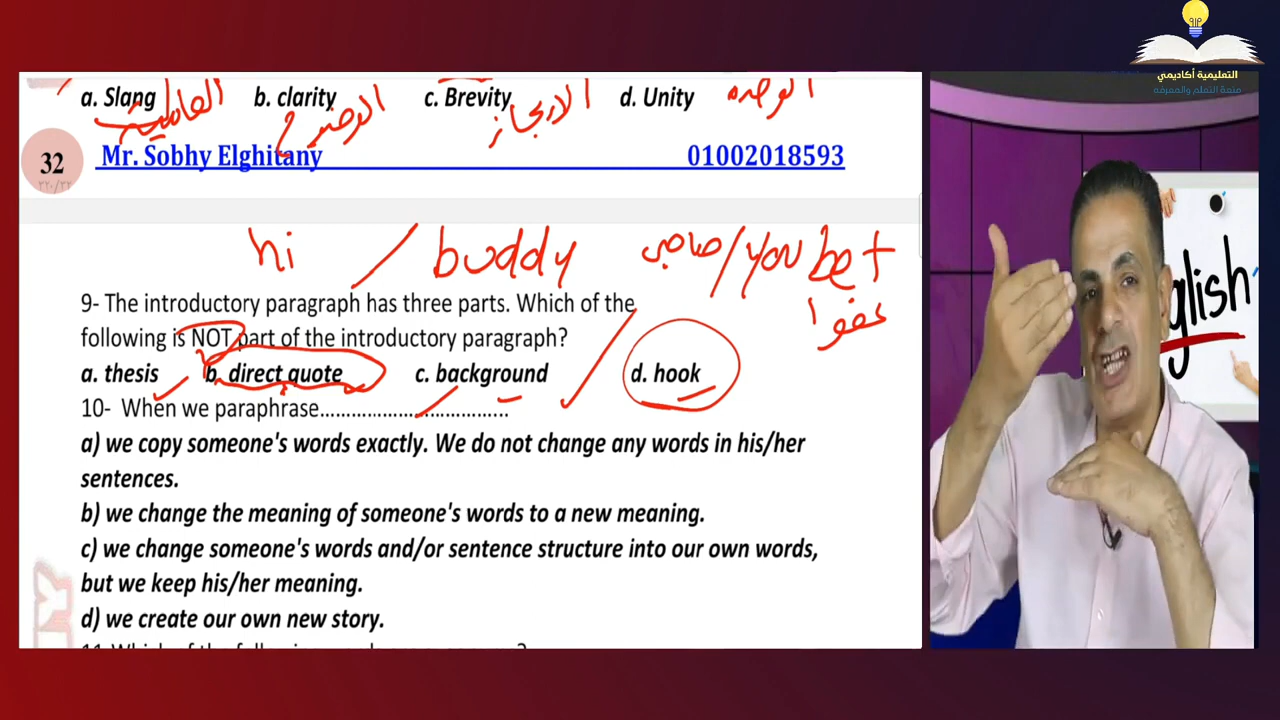 التعليمية أكاديمي
منصة التعلم والمعرفة
a. Slang b. clarity c. Brevity d. Unity
العامية الوضوح الايجاز الوحده
32 Mr. Sobhy Elghitany 01002018593
hi / buddy صاحبي / you bet
عفوا
9- The introductory paragraph has three parts. Which of the
following is NOT part of the introductory paragraph?
a. thesis b. direct quote c. background d. hook
10- When we paraphrase....................................
a) we copy someone's words exactly. We do not change any words in his/her
sentences.
b) we change the meaning of someone's words to a new meaning.
c) we change someone's words and/or sentence structure into our own words,
but we keep his/her meaning.
d) we create our own new story.
glish